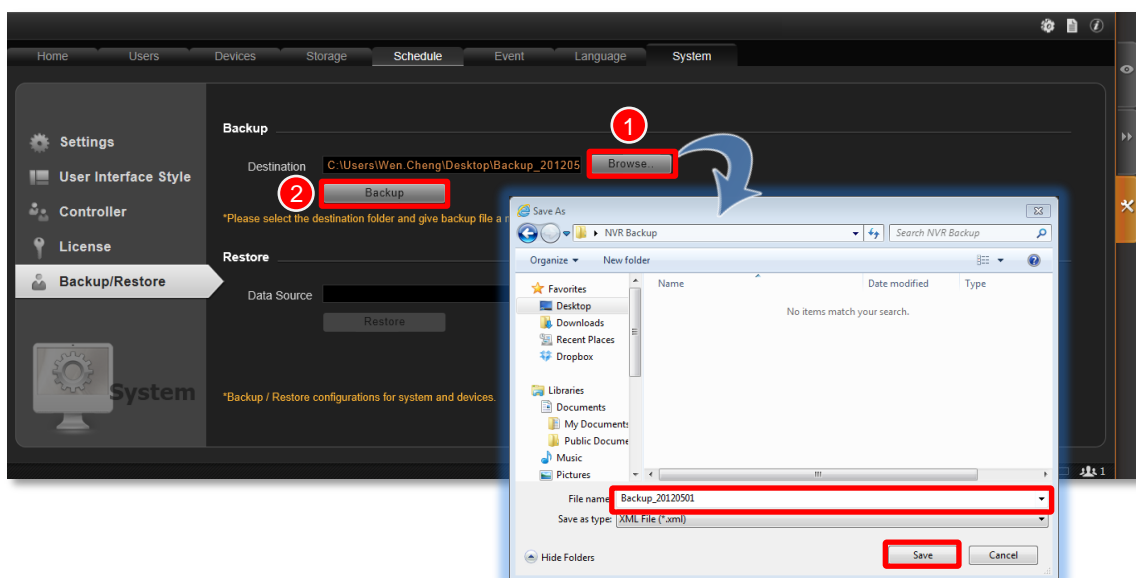 Home Users Devices Storage Schedule Event Language System
Settings
User Interface Style
Controller
License
Backup/Restore
System
Backup
1
Destination C:\Users\Wen.Cheng\Desktop\Backup_201205 Browse..
2 Backup
*Please select the destination folder and give backup file a
Restore
Data Source
Restore
*Backup / Restore configurations for system and devices.
1
Save As
NVR Backup Search NVR Backup
Organize New folder
Name Date modified Type
No items match your search.
Favorites
Desktop
Downloads
Recent Places
Dropbox
Libraries
Documents
My Documents
Public Docume
Music
Pictures
File name: Backup_20120501
Save as type: XML File (*.xml)
Hide Folders Save Cancel